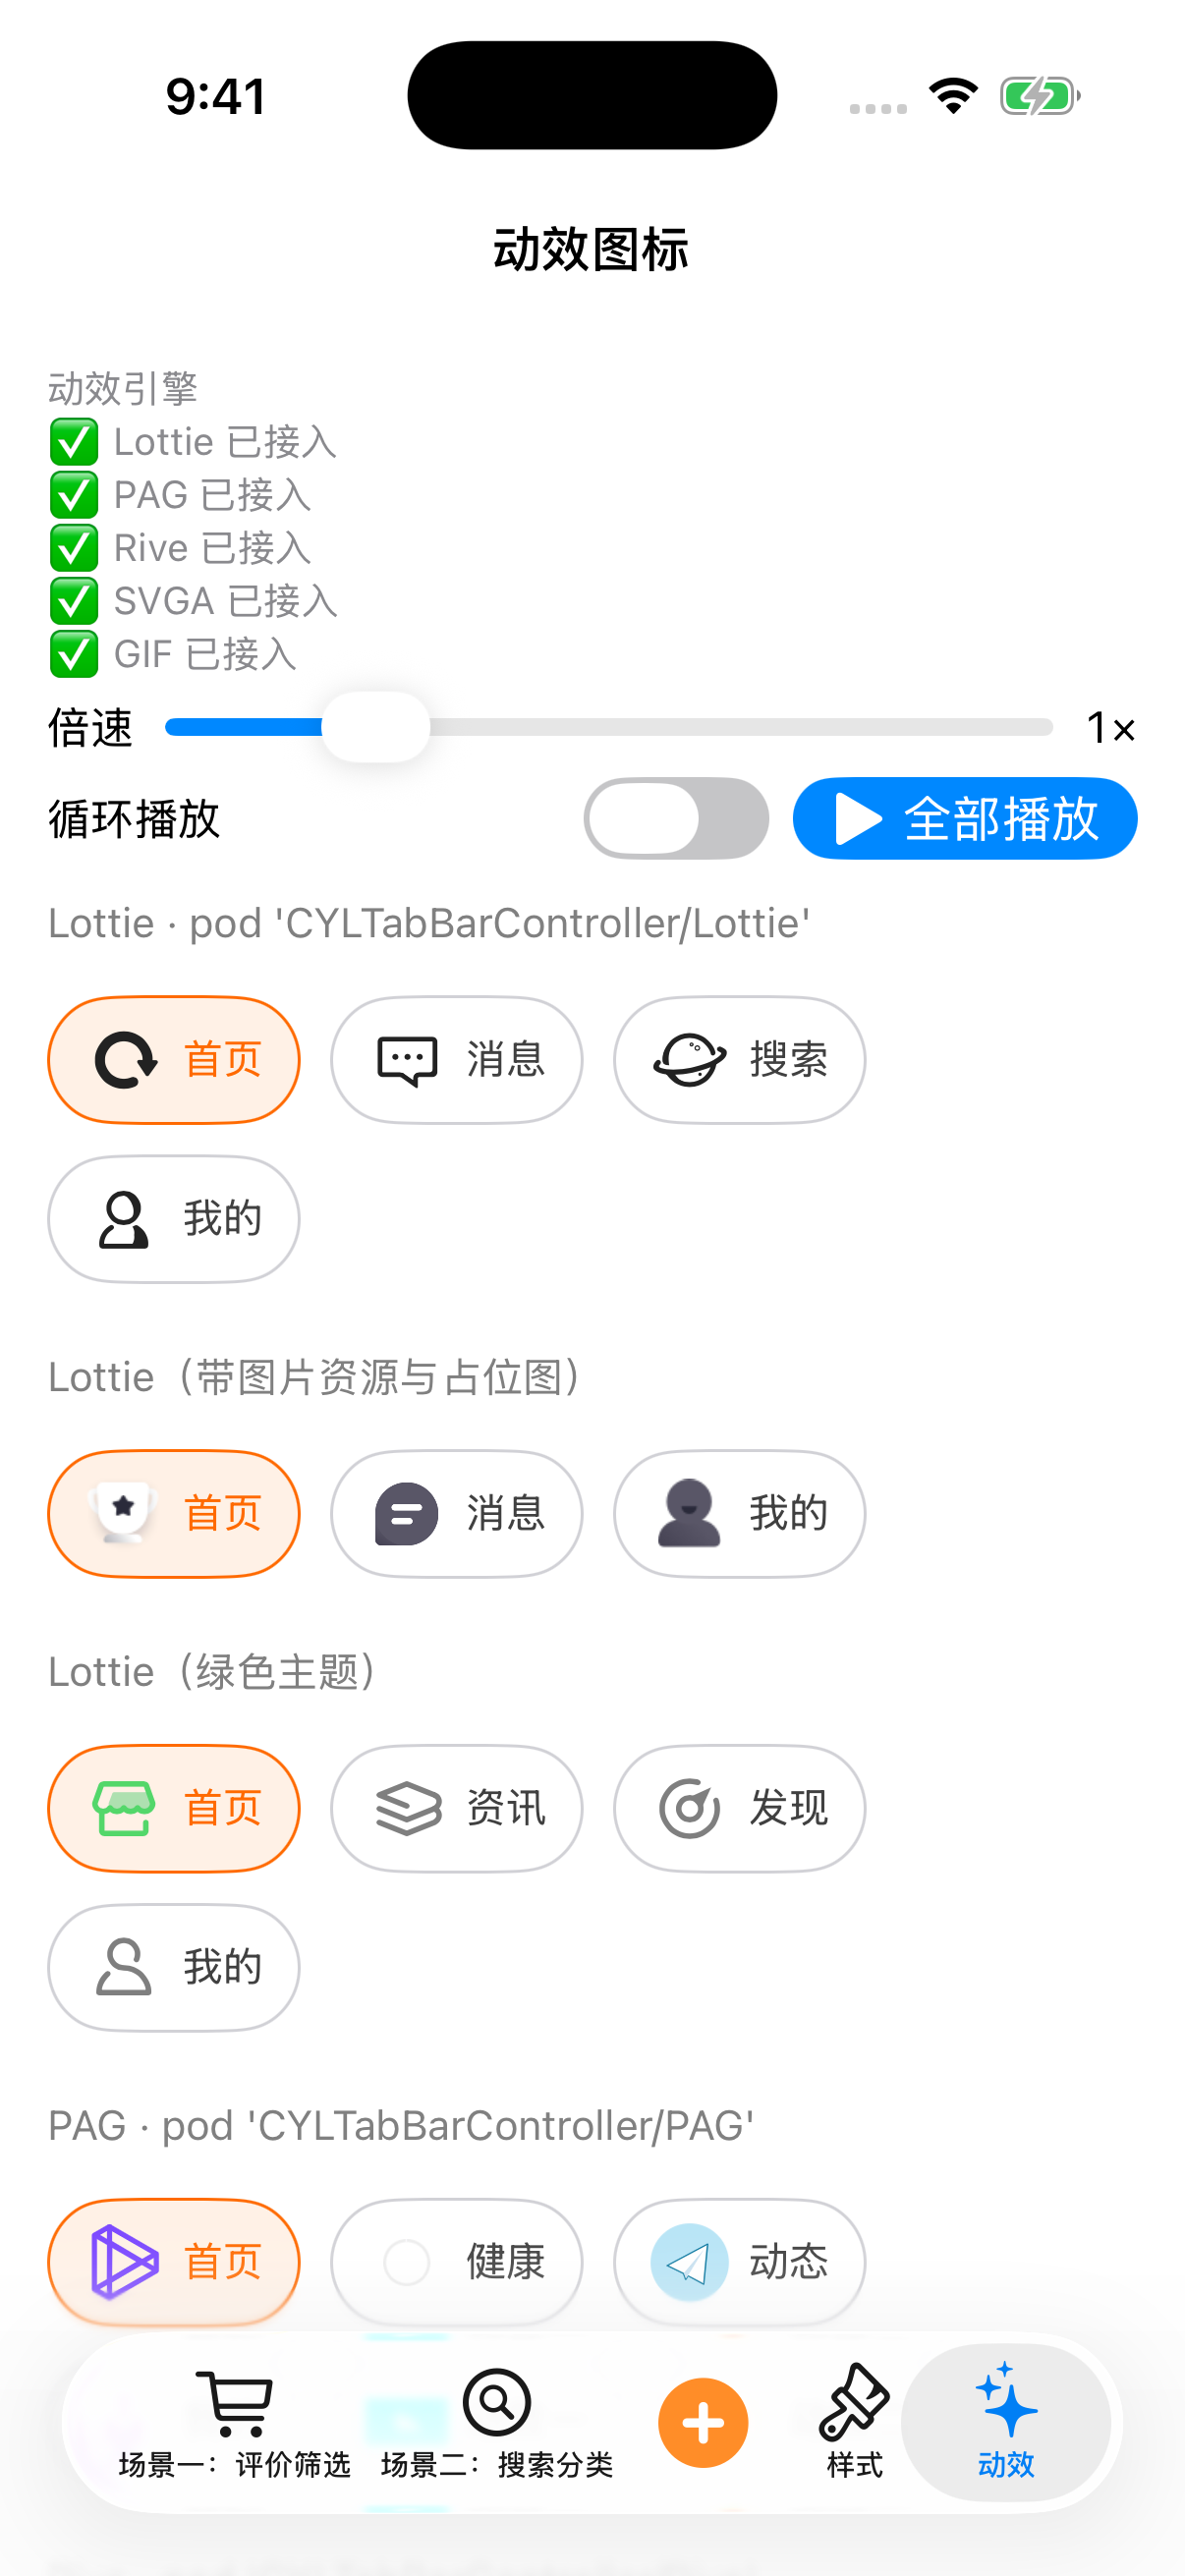 9:41
动效图标
动效引擎
✅ Lottie 已接入
✅ PAG 已接入
✅ Rive 已接入
✅ SVGA 已接入
✅ GIF 已接入
倍速 1×
循环播放 ▶ 全部播放
Lottie · pod 'CYLTabBarController/Lottie'
首页 消息 搜索
我的
Lottie（带图片资源与占位图）
首页 消息 我的
Lottie（绿色主题）
首页 资讯 发现
我的
PAG · pod 'CYLTabBarController/PAG'
首页 健康 动态
场景一：评价筛选 场景二：搜索分类 样式 动效